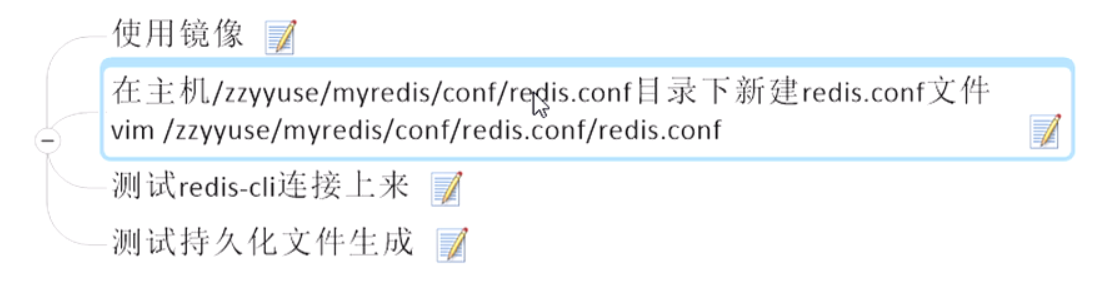 使用镜像
在主机/zzyyuse/myredis/conf/redis.conf目录下新建redis.conf文件
vim /zzyyuse/myredis/conf/redis.conf/redis.conf
测试redis-cli连接上来
测试持久化文件生成